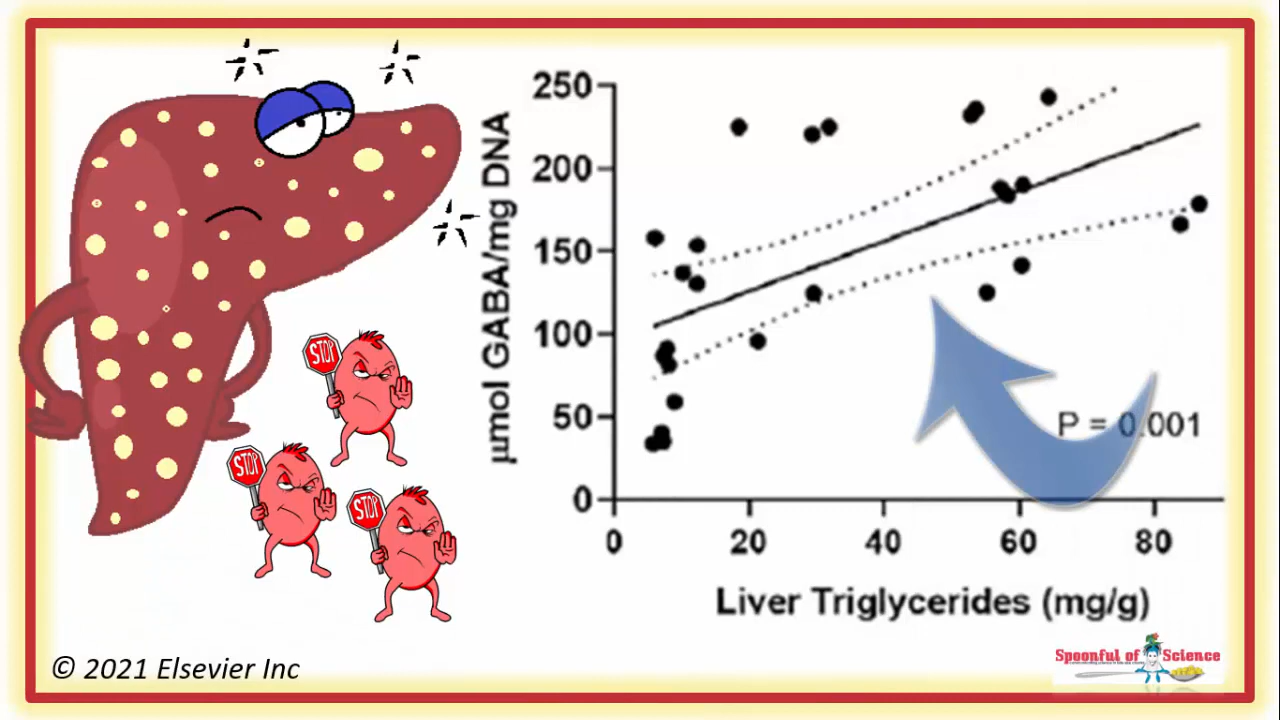 250
200
150
100
50
0
µmol GABA/mg DNA
STOP
STOP
STOP
P = 0.001
0 20 40 60 80
Liver Triglycerides (mg/g)
© 2021 Elsevier Inc
Spoonful of Science